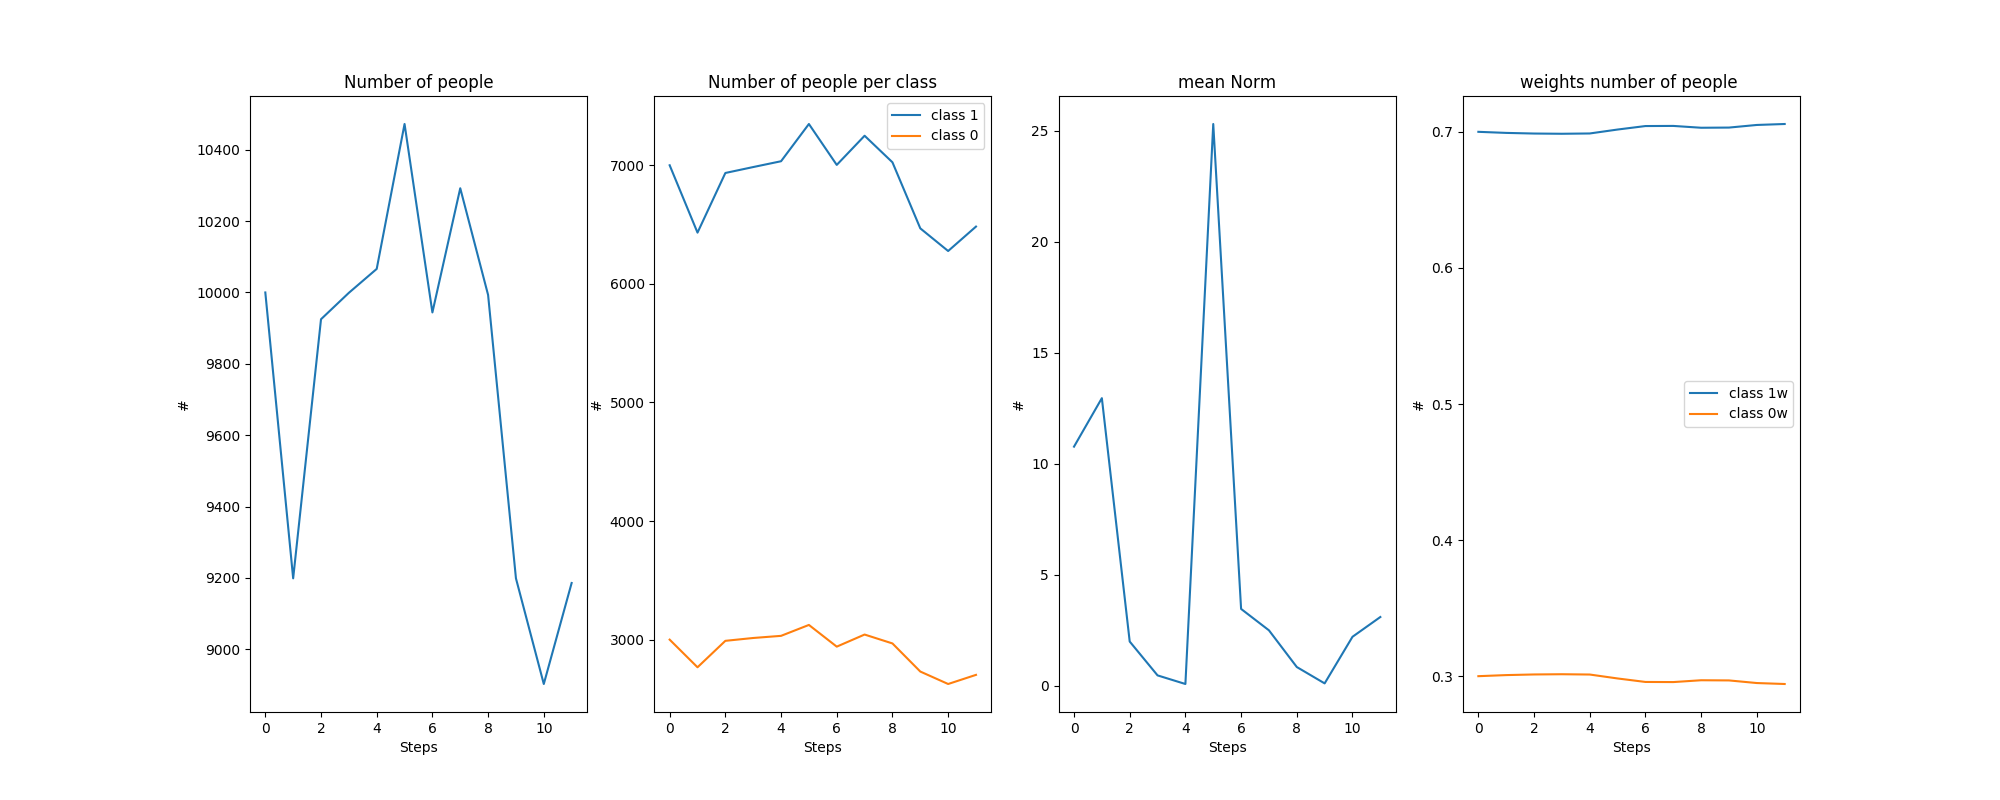 Number of people
10400
10200
10000
9800
9600
9400
9200
9000
#
0 2 4 6 8 10
Steps
Number of people per class
class 1
class 0
7000
6000
5000
4000
3000
#
0 2 4 6 8 10
Steps
mean Norm
25
20
15
10
5
0
#
0 2 4 6 8 10
Steps
weights number of people
class 1w
class 0w
0.7
0.6
0.5
0.4
0.3
#
0 2 4 6 8 10
Steps